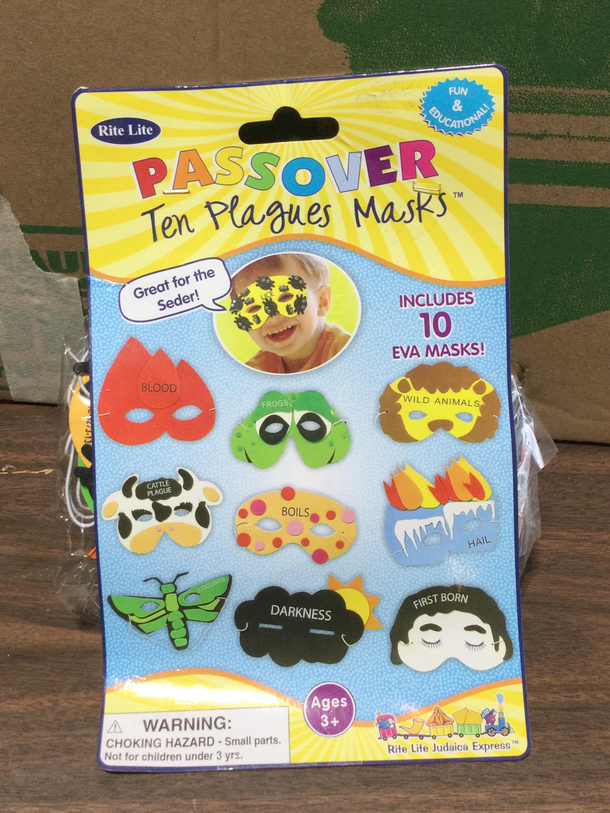 Rite Lite
FUN
&
EDUCATIONAL!
PASSOVER
Ten Plagues Masks™
Great for the
Seder!
INCLUDES
10
EVA MASKS!
BLOOD
FROGS
WILD ANIMALS
CATTLE
PLAGUE
BOILS
HAIL
LOCUSTS
DARKNESS
FIRST BORN
Ages
3+
WARNING:
CHOKING HAZARD - Small parts.
Not for children under 3 yrs.
Rite Lite Judaica Express™